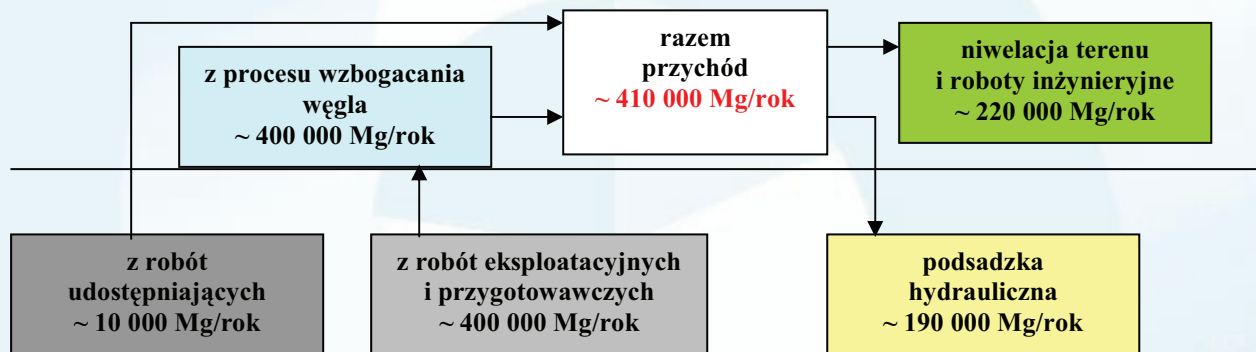 z procesu wzbogacania
węgla
~ 400 000 Mg/rok
razem
przychód
~ 410 000 Mg/rok
niwelacja terenu
i roboty inżynieryjne
~ 220 000 Mg/rok
z robót
udostępniających
~ 10 000 Mg/rok
z robót eksploatacyjnych
i przygotowawczych
~ 400 000 Mg/rok
podsadzka
hydrauliczna
~ 190 000 Mg/rok